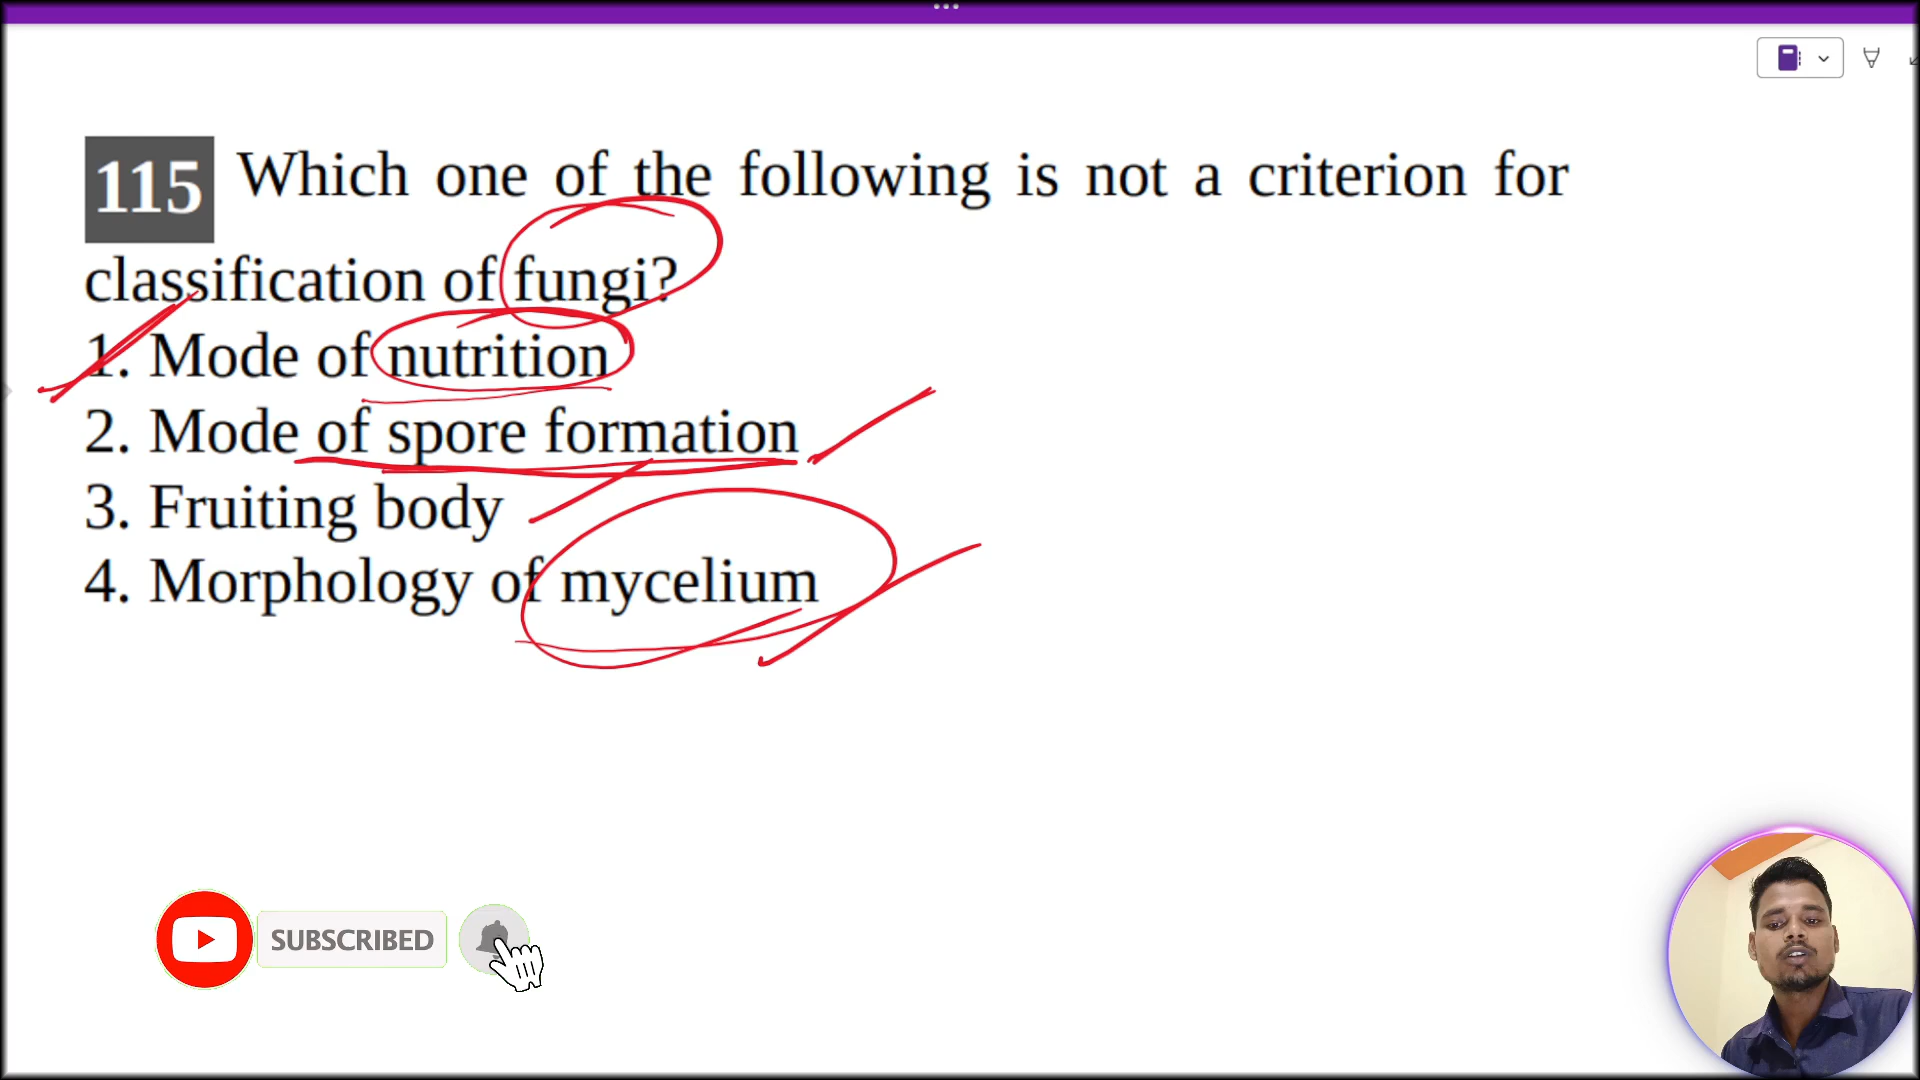 115 Which one of the following is not a criterion for
classification of fungi?
1. Mode of nutrition
2. Mode of spore formation
3. Fruiting body
4. Morphology of mycelium
SUBSCRIBED